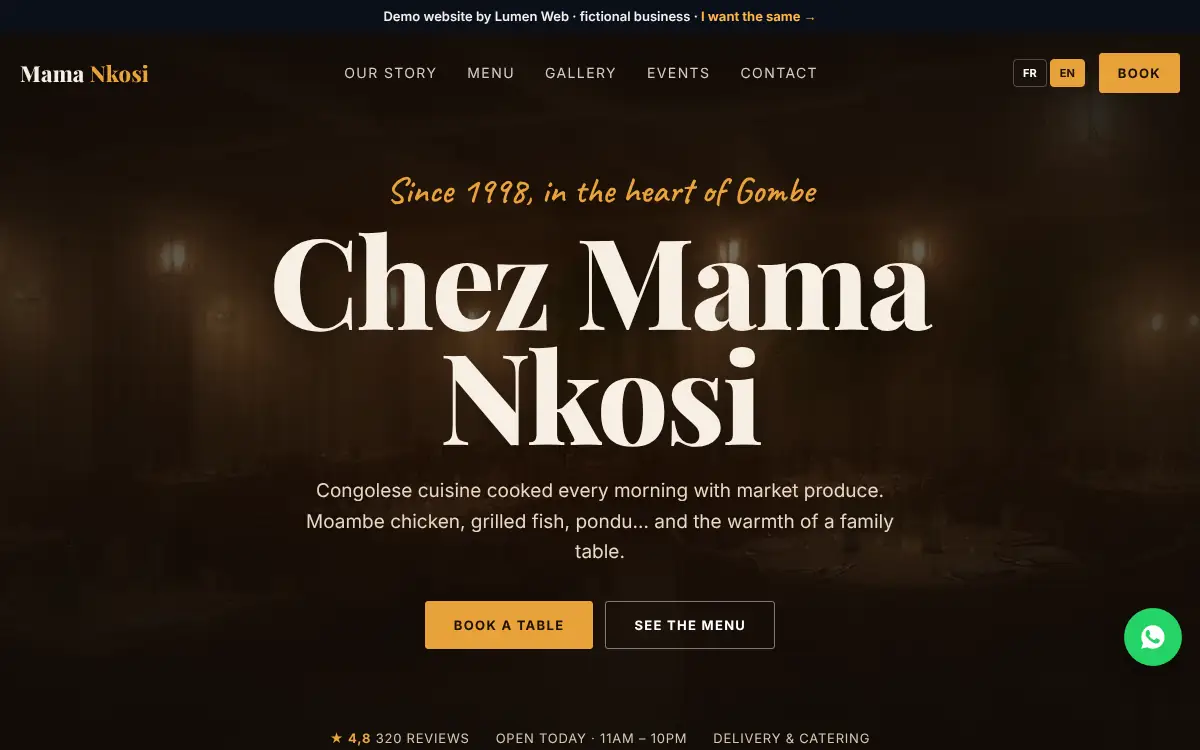 Demo website by Lumen Web · fictional business · I want the same →
Mama Nkosi
OUR STORY
MENU
GALLERY
EVENTS
CONTACT
FR
EN
BOOK
Since 1998, in the heart of Gombe
Chez Mama
Nkosi
Congolese cuisine cooked every morning with market produce.
Moambe chicken, grilled fish, pondu... and the warmth of a family
table.
BOOK A TABLE
SEE THE MENU
★ 4,8 320 REVIEWS
OPEN TODAY · 11AM – 10PM
DELIVERY & CATERING